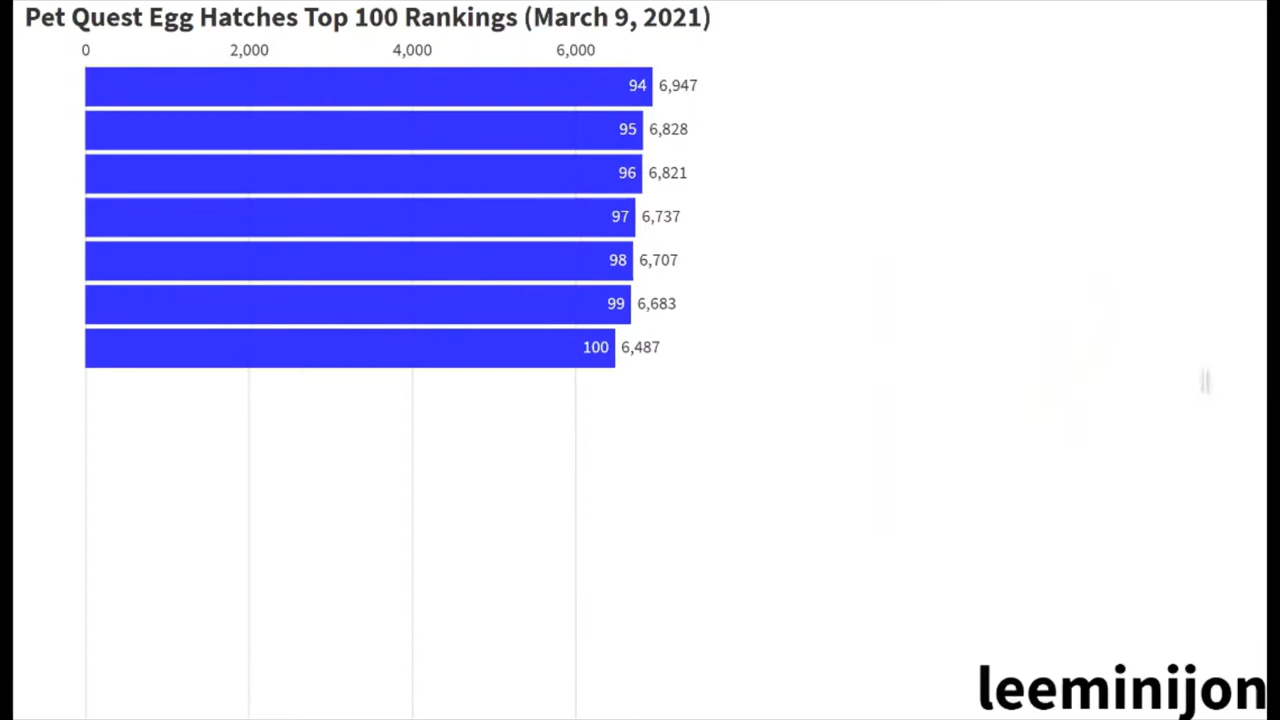 Pet Quest Egg Hatches Top 100 Rankings (March 9, 2021)
0 2,000 4,000 6,000
94 6,947
95 6,828
96 6,821
97 6,737
98 6,707
99 6,683
100 6,487
leeminijon